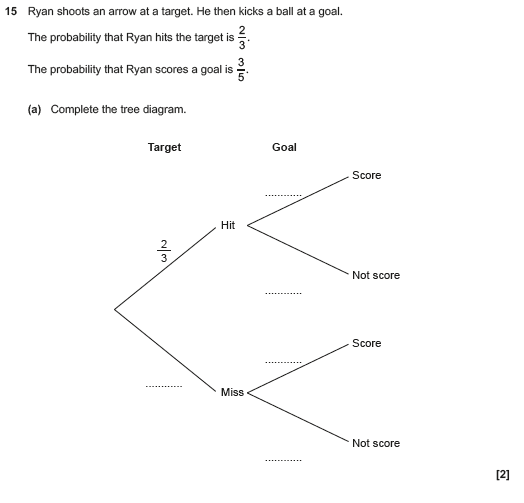 15 Ryan shoots an arrow at a target. He then kicks a ball at a goal.
The probability that Ryan hits the target is 2/3.
The probability that Ryan scores a goal is 3/5.
(a) Complete the tree diagram.
Target Goal
Score
............
Hit
2/3
Not score
............
Score
............
............
Miss
Not score
............
[2]